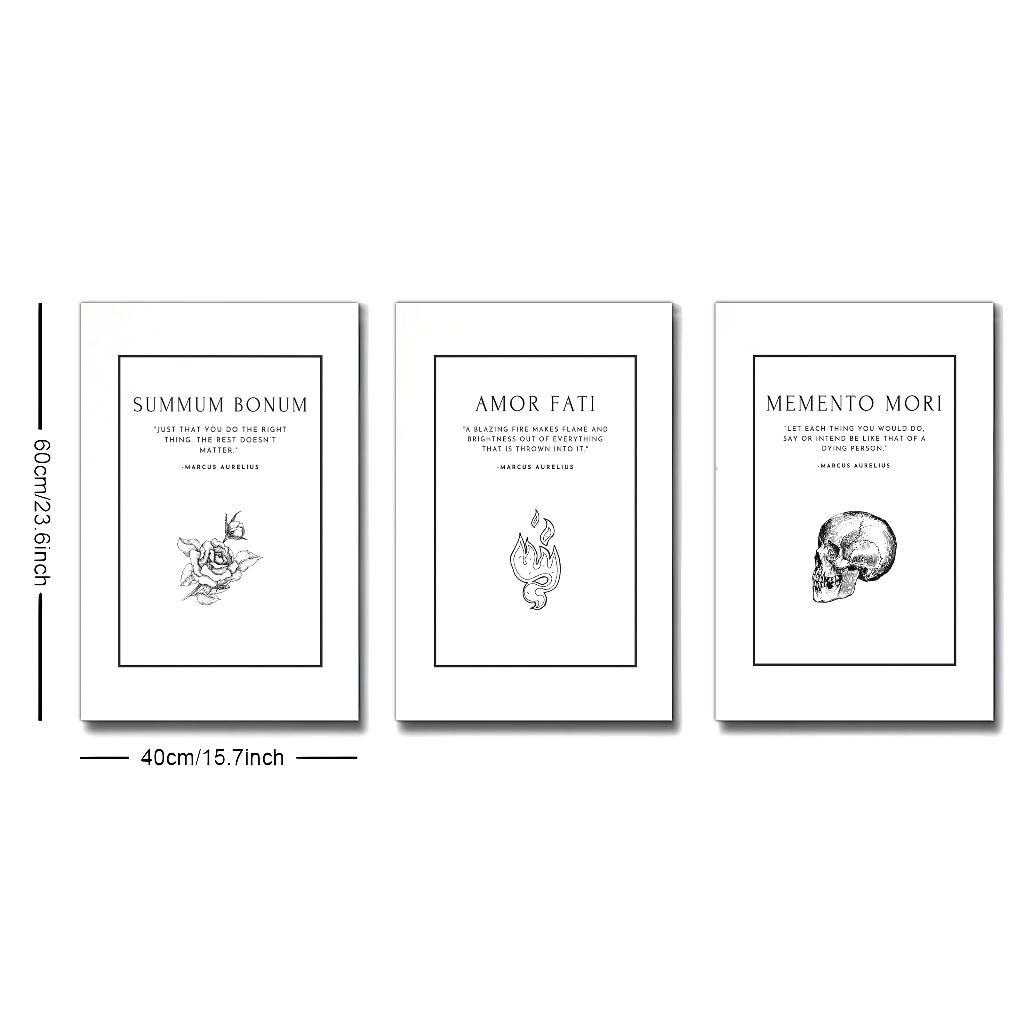 SUMMUM BONUM
"JUST THAT YOU DO THE RIGHT
THING. THE REST DOESN'T
MATTER."
-MARCUS AURELIUS
AMOR FATI
"A BLAZING FIRE MAKES FLAME AND
BRIGHTNESS OUT OF EVERYTHING
THAT IS THROWN INTO IT."
-MARCUS AURELIUS
MEMENTO MORI
"LET EACH THING YOU WOULD DO,
SAY OR INTEND BE LIKE THAT OF A
DYING PERSON."
-MARCUS AURELIUS
60cm/23.6inch
40cm/15.7inch